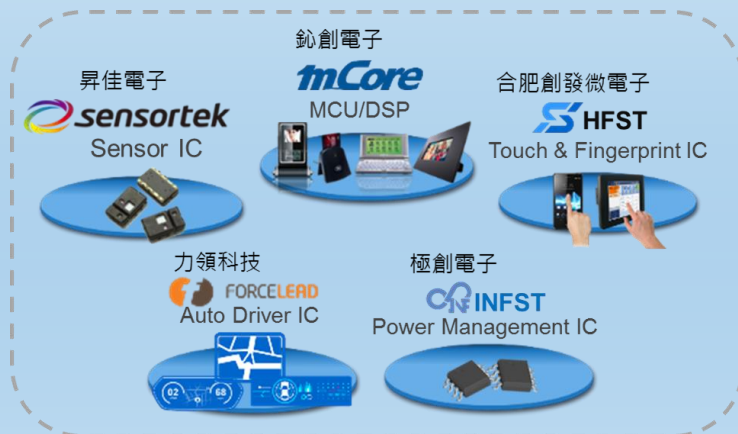 鈊創電子
mCore
MCU/DSP
昇佳電子
sensortek
Sensor IC
合肥創發微電子
HFST
Touch & Fingerprint IC
力領科技
FORCELEAD
Auto Driver IC
02
68
極創電子
INFST
Power Management IC